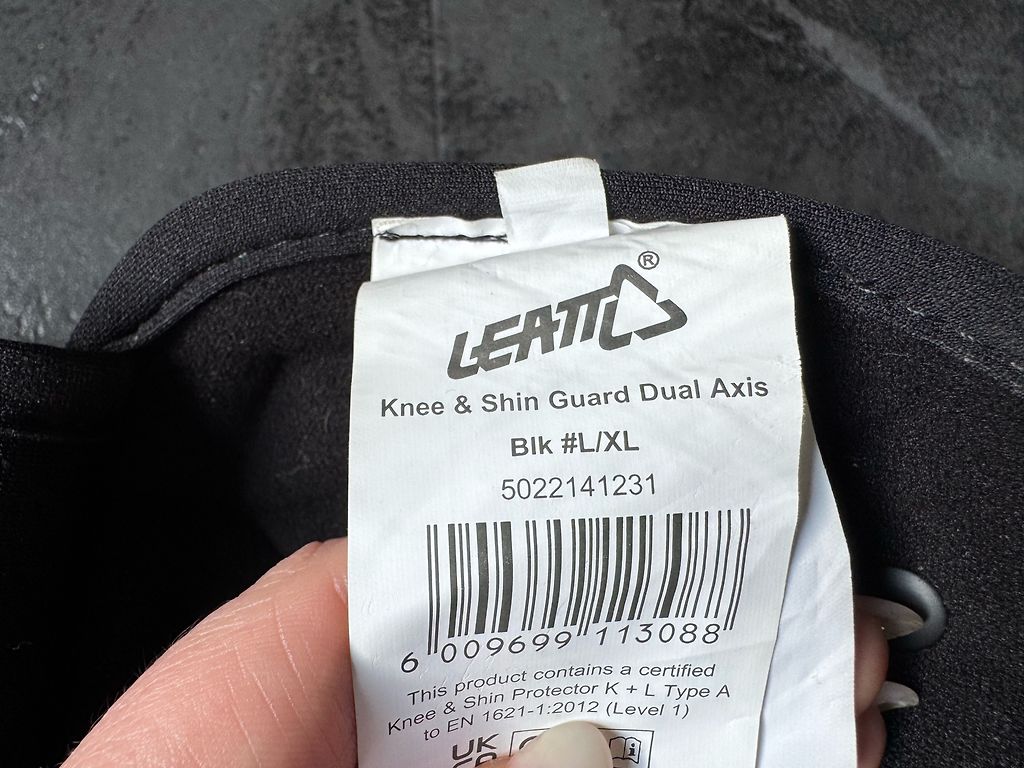 LEATT®
Knee & Shin Guard Dual Axis
Blk #L/XL
5022141231
6 009699 113088
This product contains a certified
Knee & Shin Protector K + L Type A
to EN 1621-1:2012 (Level 1)
UK